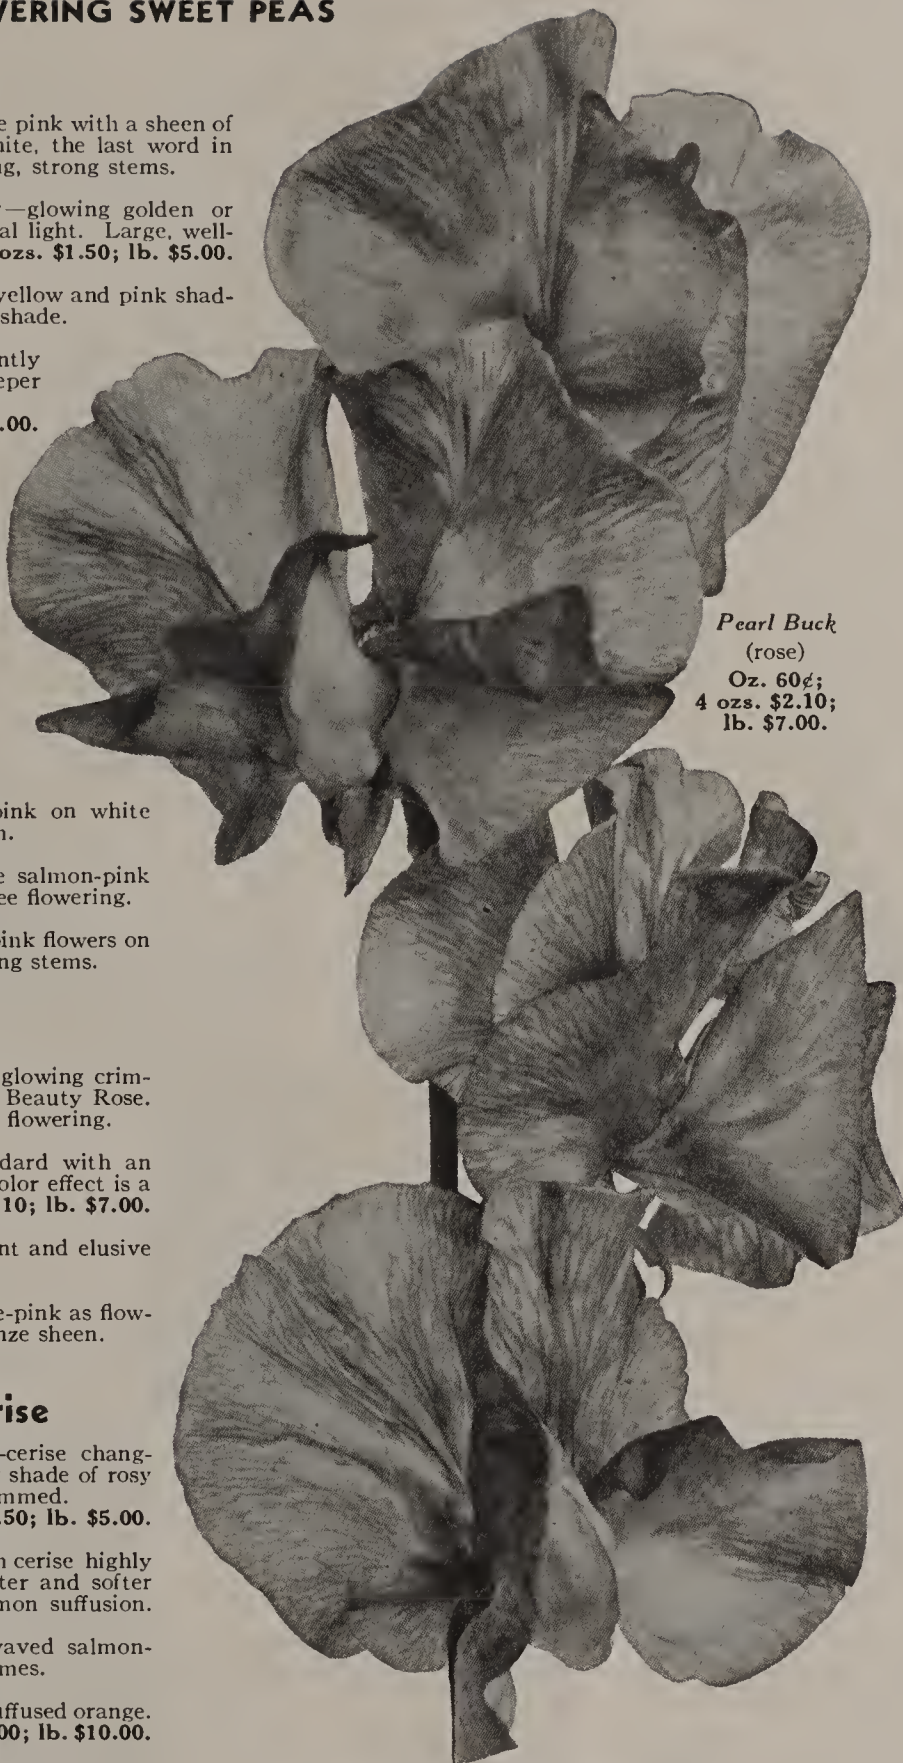 VERING SWEET PEAS
e pink with a sheen of
nite, the last word in
ng, strong stems.
—glowing golden or
al light. Large, well-
ozs. $1.50; lb. $5.00.
yellow and pink shad-
shade.
ntly
eper
.00.
Pearl Buck
(rose)
Oz. 60¢;
4 ozs. $2.10;
lb. $7.00.
pink on white
n.
e salmon-pink
ee flowering.
pink flowers on
ng stems.
glowing crim-
Beauty Rose.
flowering.
dard with an
olor effect is a
10; lb. $7.00.
nt and elusive
e-pink as flow-
nze sheen.
rise
-cerise chang-
shade of rosy
mmed.
.50; lb. $5.00.
n cerise highly
ter and softer
mon suffusion.
aved salmon-
mes.
uffused orange.
00; lb. $10.00.